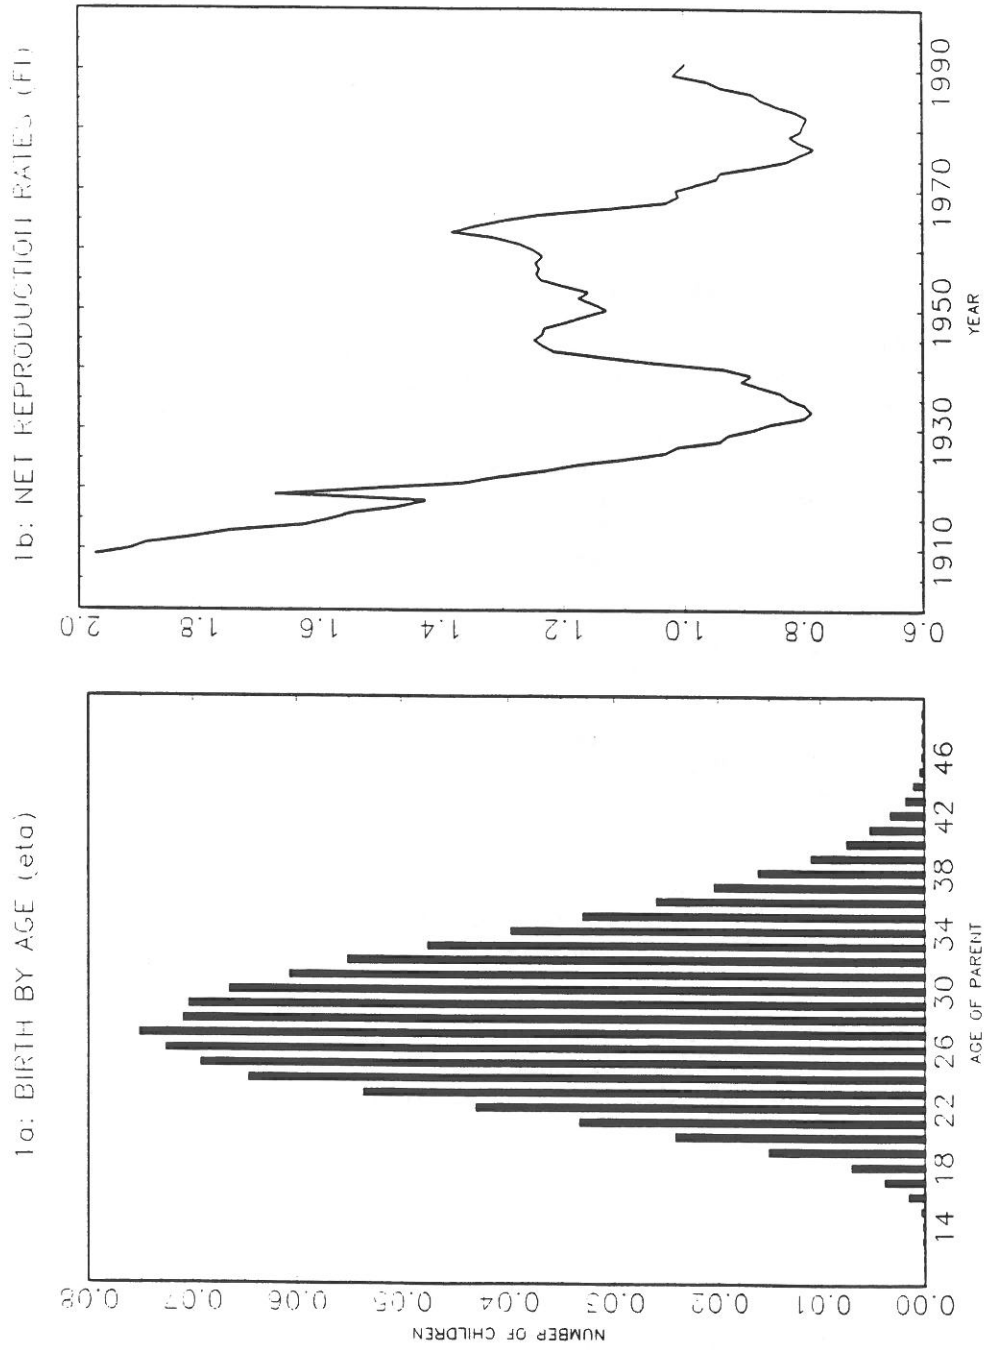 1a: BIRTH BY AGE (eta)
NUMBER OF CHILDREN
0.08
0.07
0.06
0.05
0.04
0.03
0.02
0.01
0.00
14 18 22 26 30 34 38 42 46
AGE OF PARENT
1b: NET REPRODUCTION RATES (FI)
2.0
1.8
1.6
1.4
1.2
1.0
0.8
0.6
1910 1930 1950 1970 1990
YEAR